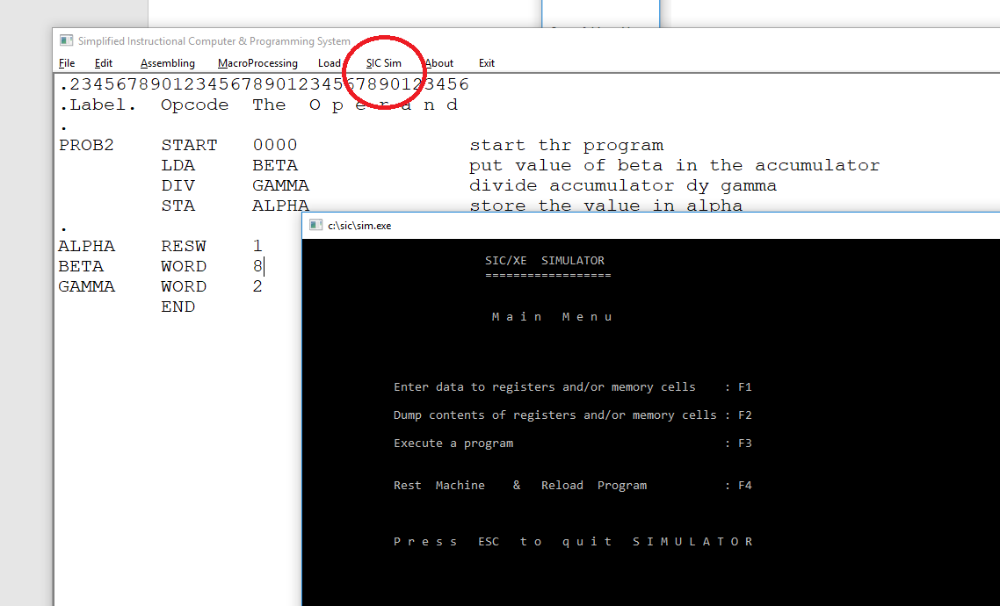 Simplified Instructional Computer & Programming System
File Edit Assembling MacroProcessing Load SIC Sim About Exit
.23456789012345678901234567890123456
.Label. Opcode The O p e r a n d
.
PROB2 START 0000 start thr program
LDA BETA put value of beta in the accumulator
DIV GAMMA divide accumulator dy gamma
STA ALPHA store the value in alpha
.
ALPHA RESW 1
BETA WORD 8
GAMMA WORD 2
END
c:\sic\sim.exe
SIC/XE SIMULATOR
==================
M a i n M e n u
Enter data to registers and/or memory cells : F1
Dump contents of registers and/or memory cells : F2
Execute a program : F3
Rest Machine & Reload Program : F4
P r e s s ESC t o q u i t S I M U L A T O R